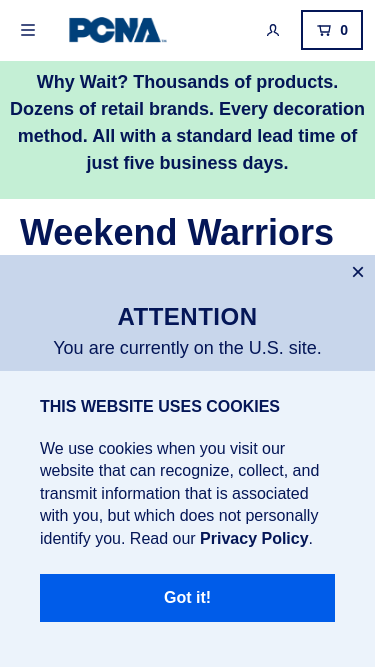 PCNA
0
Why Wait? Thousands of products.
Dozens of retail brands. Every decoration
method. All with a standard lead time of
just five business days.
Weekend Warriors
ATTENTION
You are currently on the U.S. site.
THIS WEBSITE USES COOKIES
We use cookies when you visit our
website that can recognize, collect, and
transmit information that is associated
with you, but which does not personally
identify you. Read our Privacy Policy.
Got it!